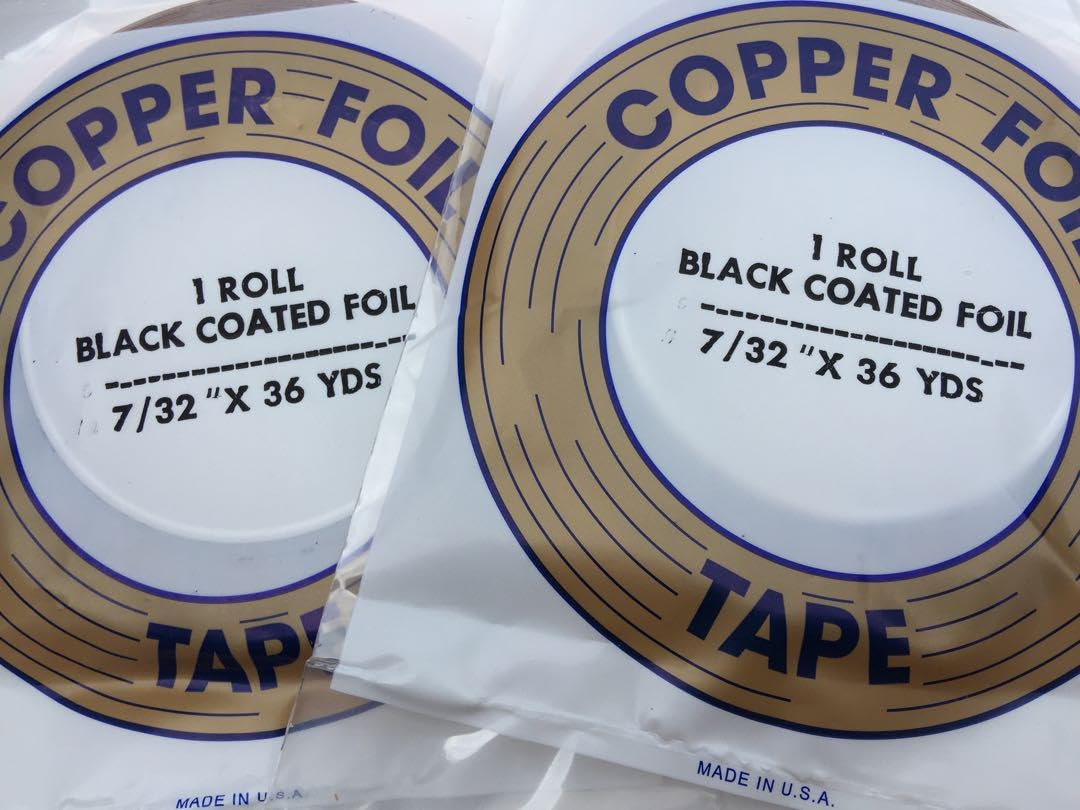 COPPER FOIL
1 ROLL
BLACK COATED FOIL
7/32 "X 36 YDS
TAPE
MADE IN U.S.A
COPPER FOIL
1 ROLL
BLACK COATED FOIL
7/32 "X 36 YDS
TAPE
MADE IN U.S.A.